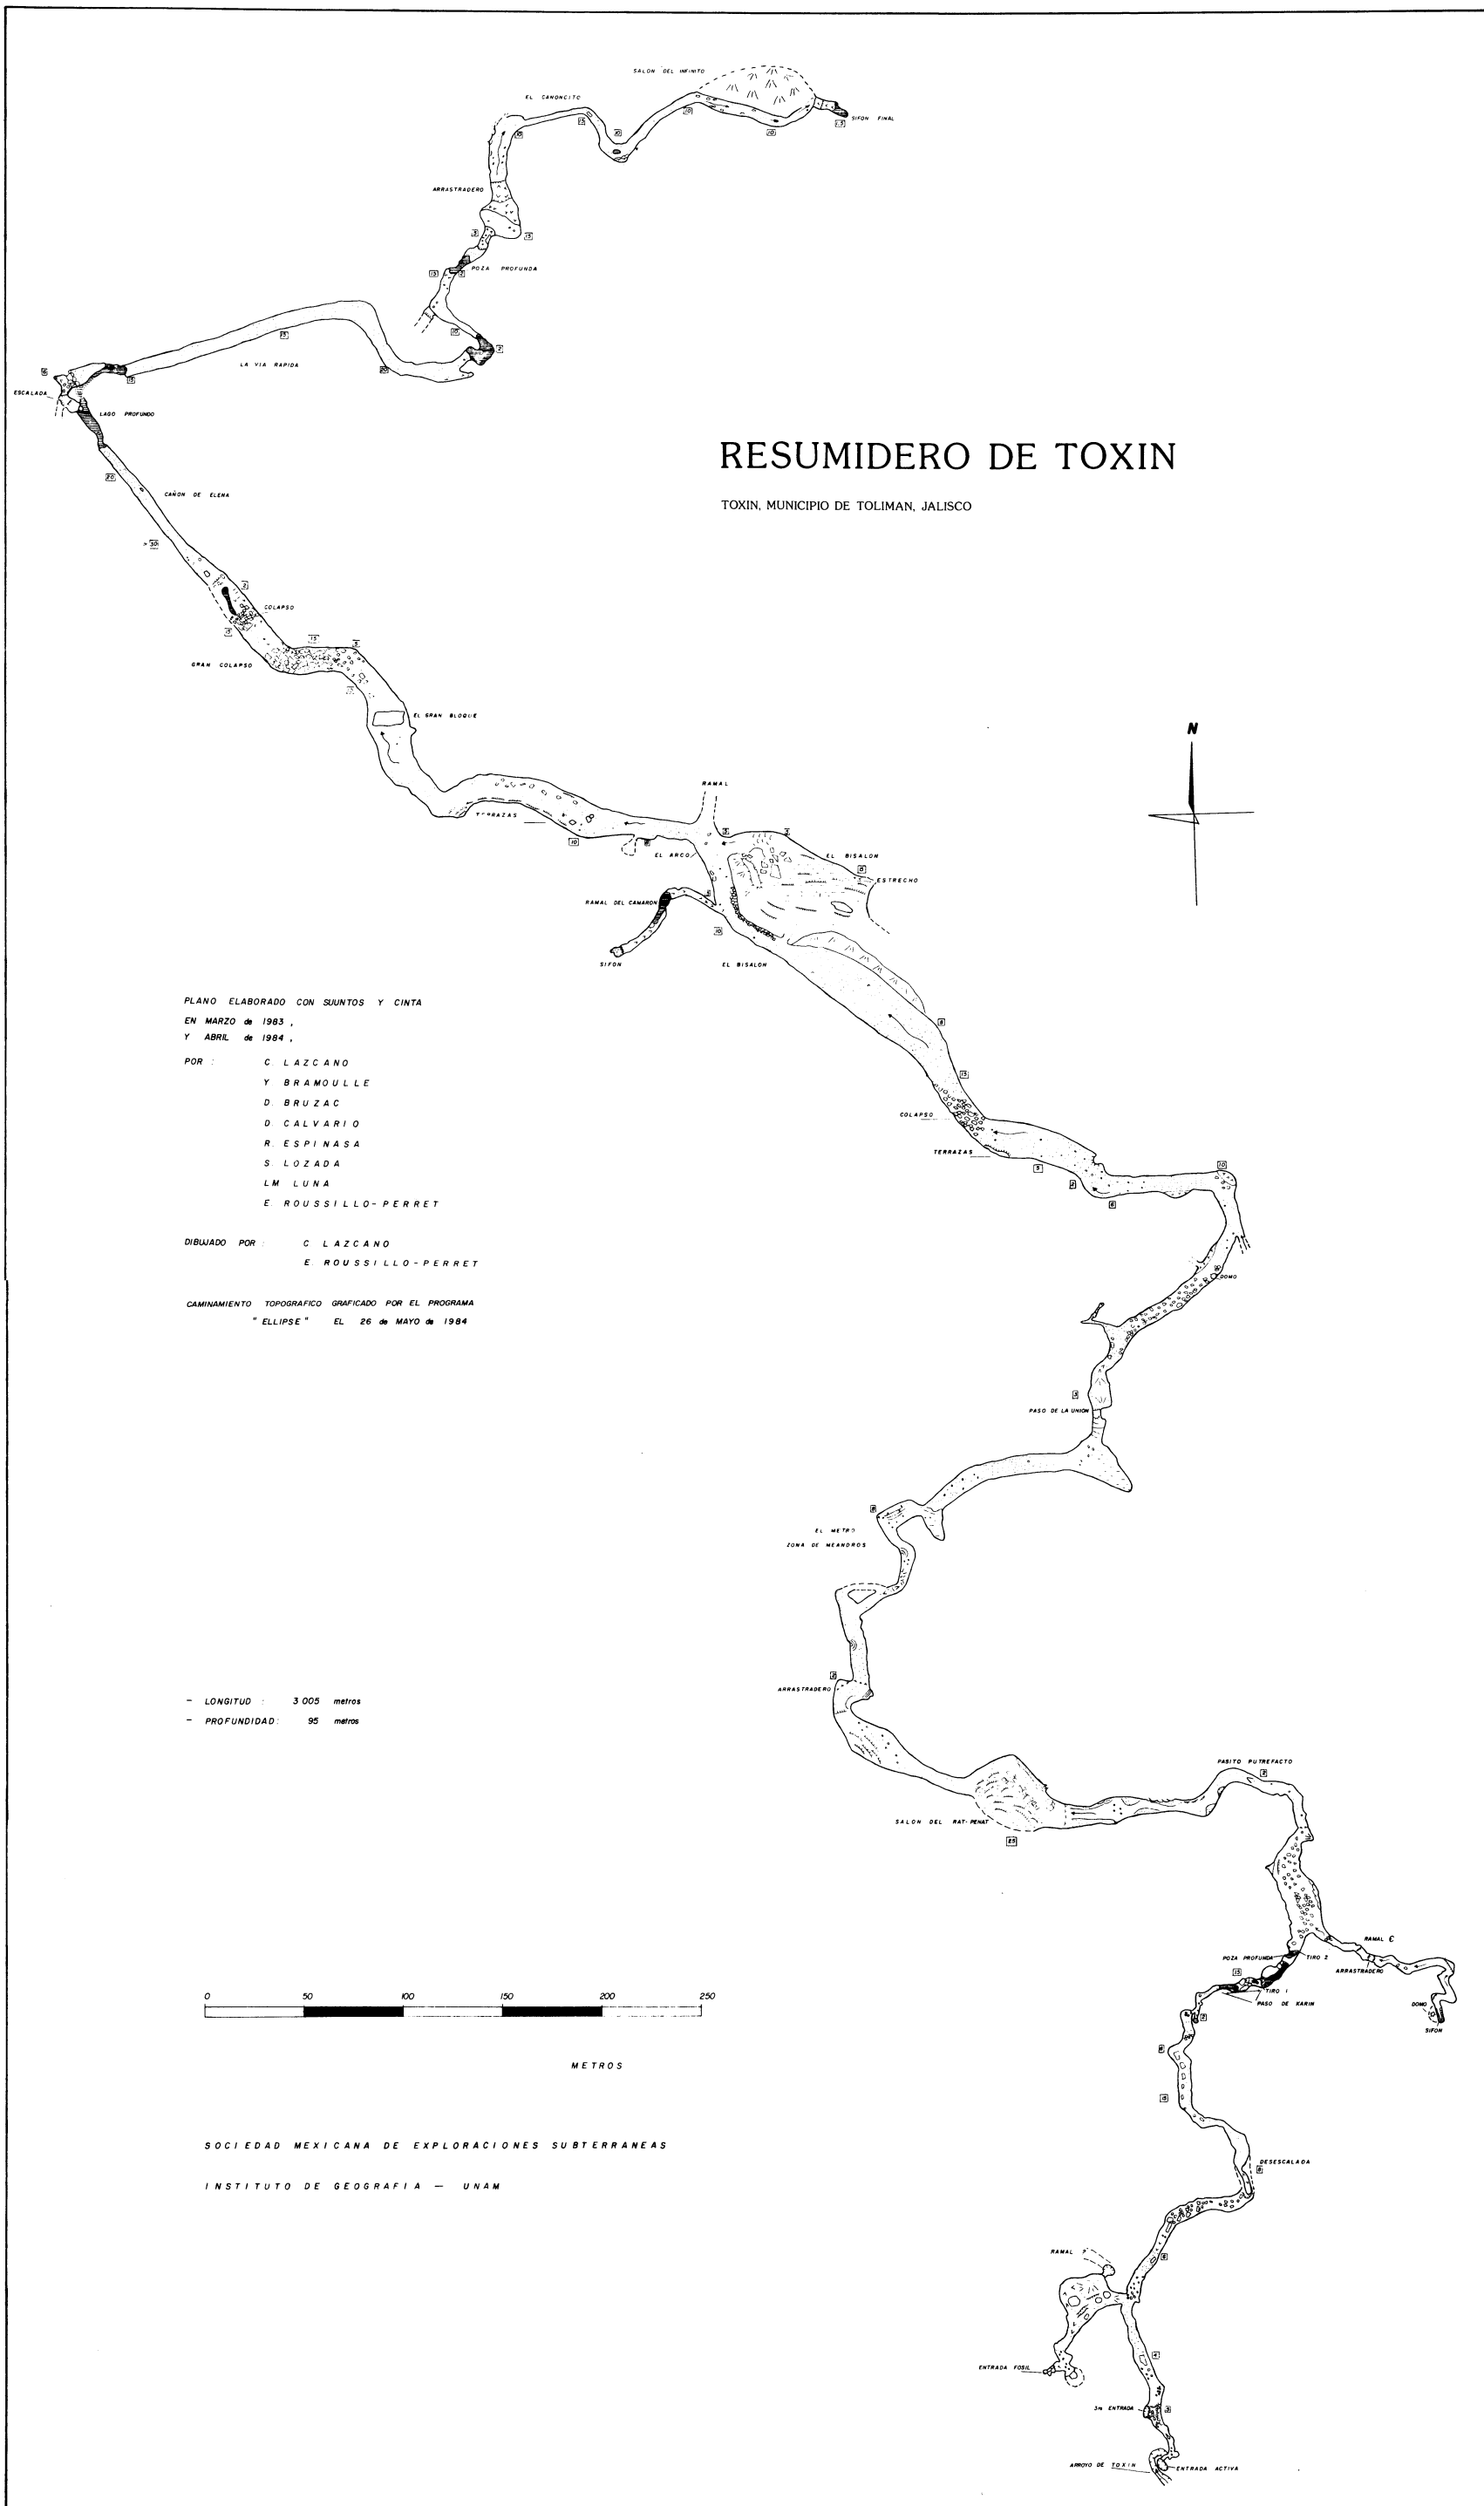 SALON DEL INFINITO
EL CANONCITO
SIFON FINAL
ARRASTRADERO
POZA PROFUNDA
LA VIA RAPIDA
ESCALADA
LAGO PROFUNDO
RESUMIDERO DE TOXIN
TOXIN, MUNICIPIO DE TOLIMAN, JALISCO
CAÑON DE ELENA
COLAPSO
GRAN COLAPSO
EL GRAN BLOQUE
N
RAMAL
TERRAZAS
EL ARCO
EL BISALON
ESTRECHO
RAMAL DEL CAMARON
SIFON
EL BISALON
PLANO ELABORADO CON SUUNTOS Y CINTA
EN MARZO de 1983 ,
Y ABRIL de 1984 ,
POR : C. LAZCANO
Y BRAMOULLE
D. BRUZAC
D. CALVARIO
R. ESPINASA
S. LOZADA
LM LUNA
E. ROUSSILLO-PERRET
COLAPSO
TERRAZAS
DIBUJADO POR : C LAZCANO
E. ROUSSILLO-PERRET
DOMO
CAMINAMIENTO TOPOGRAFICO GRAFICADO POR EL PROGRAMA
" ELLIPSE " EL 26 de MAYO de 1984
PASO DE LA UNION
EL METRO
ZONA DE MEANDROS
ARRASTRADERO
- LONGITUD : 3 005 metros
- PROFUNDIDAD: 95 metros
PASITO PUTREFACTO
SALON DEL RAT-PENAT
25
RAMAL €
POZA PROFUNDA
TIRO 2
ARRASTRADERO
TIRO 1
PASO DE KARIN
DOMO
SIFON
0 50 100 150 200 250
METROS
SOCIEDAD MEXICANA DE EXPLORACIONES SUBTERRANEAS
INSTITUTO DE GEOGRAFIA — UNAM
DESESCALADA
RAMAL ?
ENTRADA FOSIL
3m ENTRADA
ARROYO DE TOXIN
ENTRADA ACTIVA